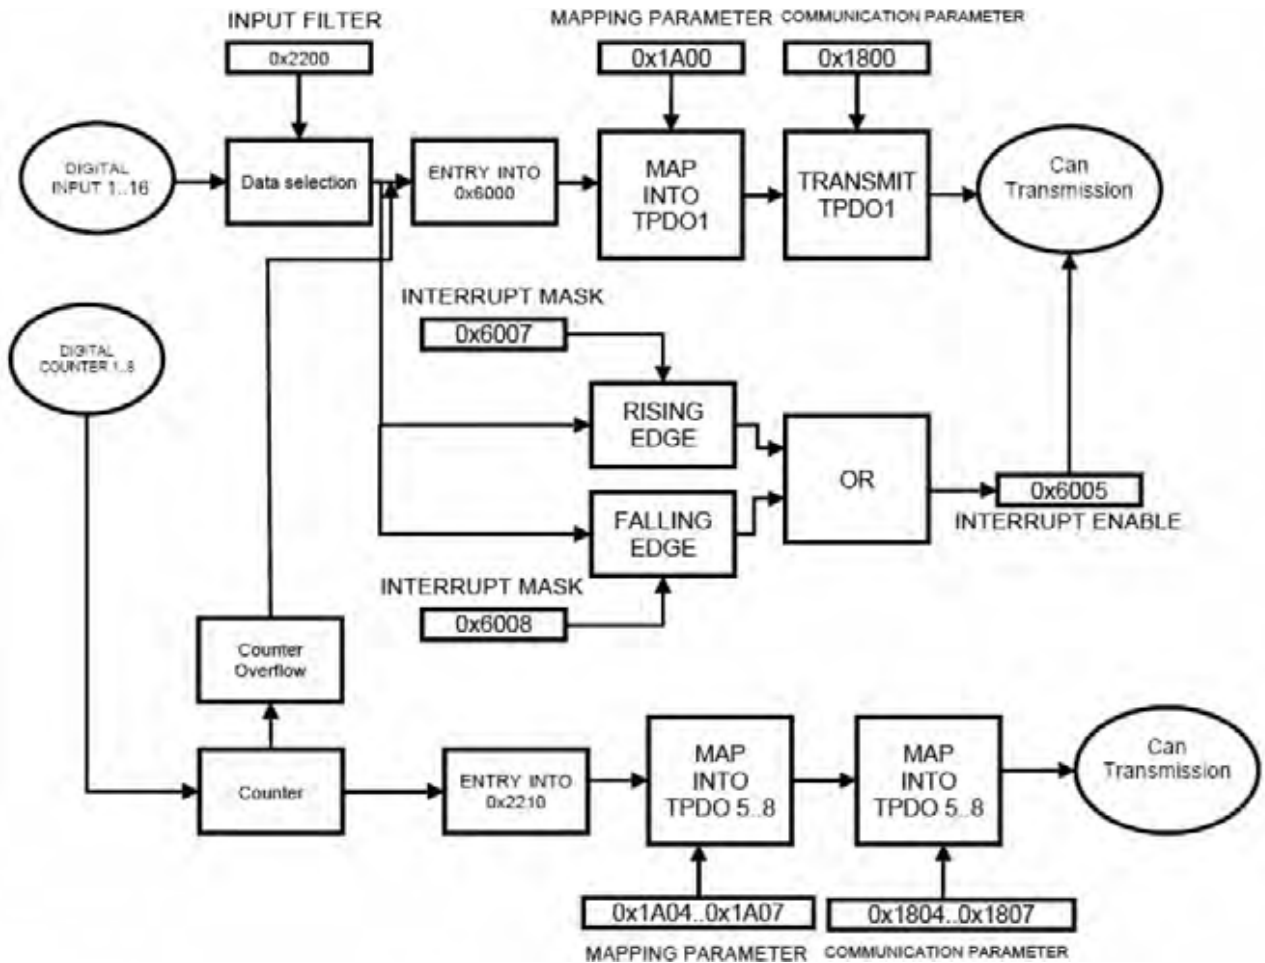 INPUT FILTER
0x2200
MAPPING PARAMETER
0x1A00
COMMUNICATION PARAMETER
0x1800
DIGITAL
INPUT 1..16
Data selection
ENTRY INTO
0x6000
MAP
INTO
TPDO1
TRANSMIT
TPDO1
Can
Transmission
INTERRUPT MASK
0x6007
DIGITAL
COUNTER 1..8
RISING
EDGE
FALLING
EDGE
OR
0x6005
INTERRUPT ENABLE
INTERRUPT MASK
0x6008
Counter
Overflow
Counter
ENTRY INTO
0x2210
MAP
INTO
TPDO 5..8
MAP
INTO
TPDO 5..8
Can
Transmission
0x1A04..0x1A07
MAPPING PARAMETER
0x1804..0x1807
COMMUNICATION PARAMETER